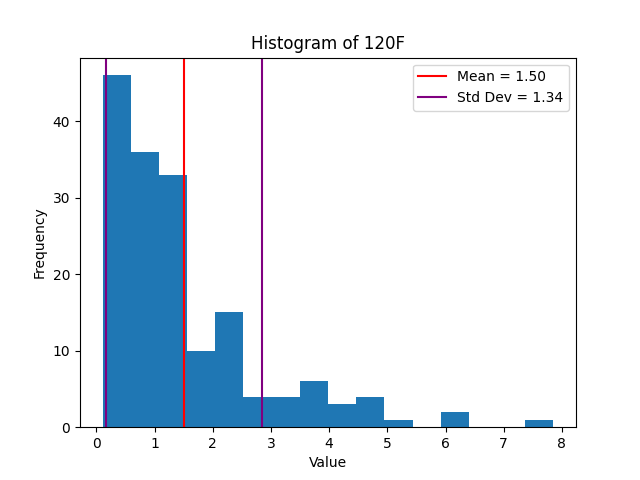 Histogram of 120F
Mean = 1.50
Std Dev = 1.34
Frequency
40
30
20
10
0
0 1 2 3 4 5 6 7 8
Value